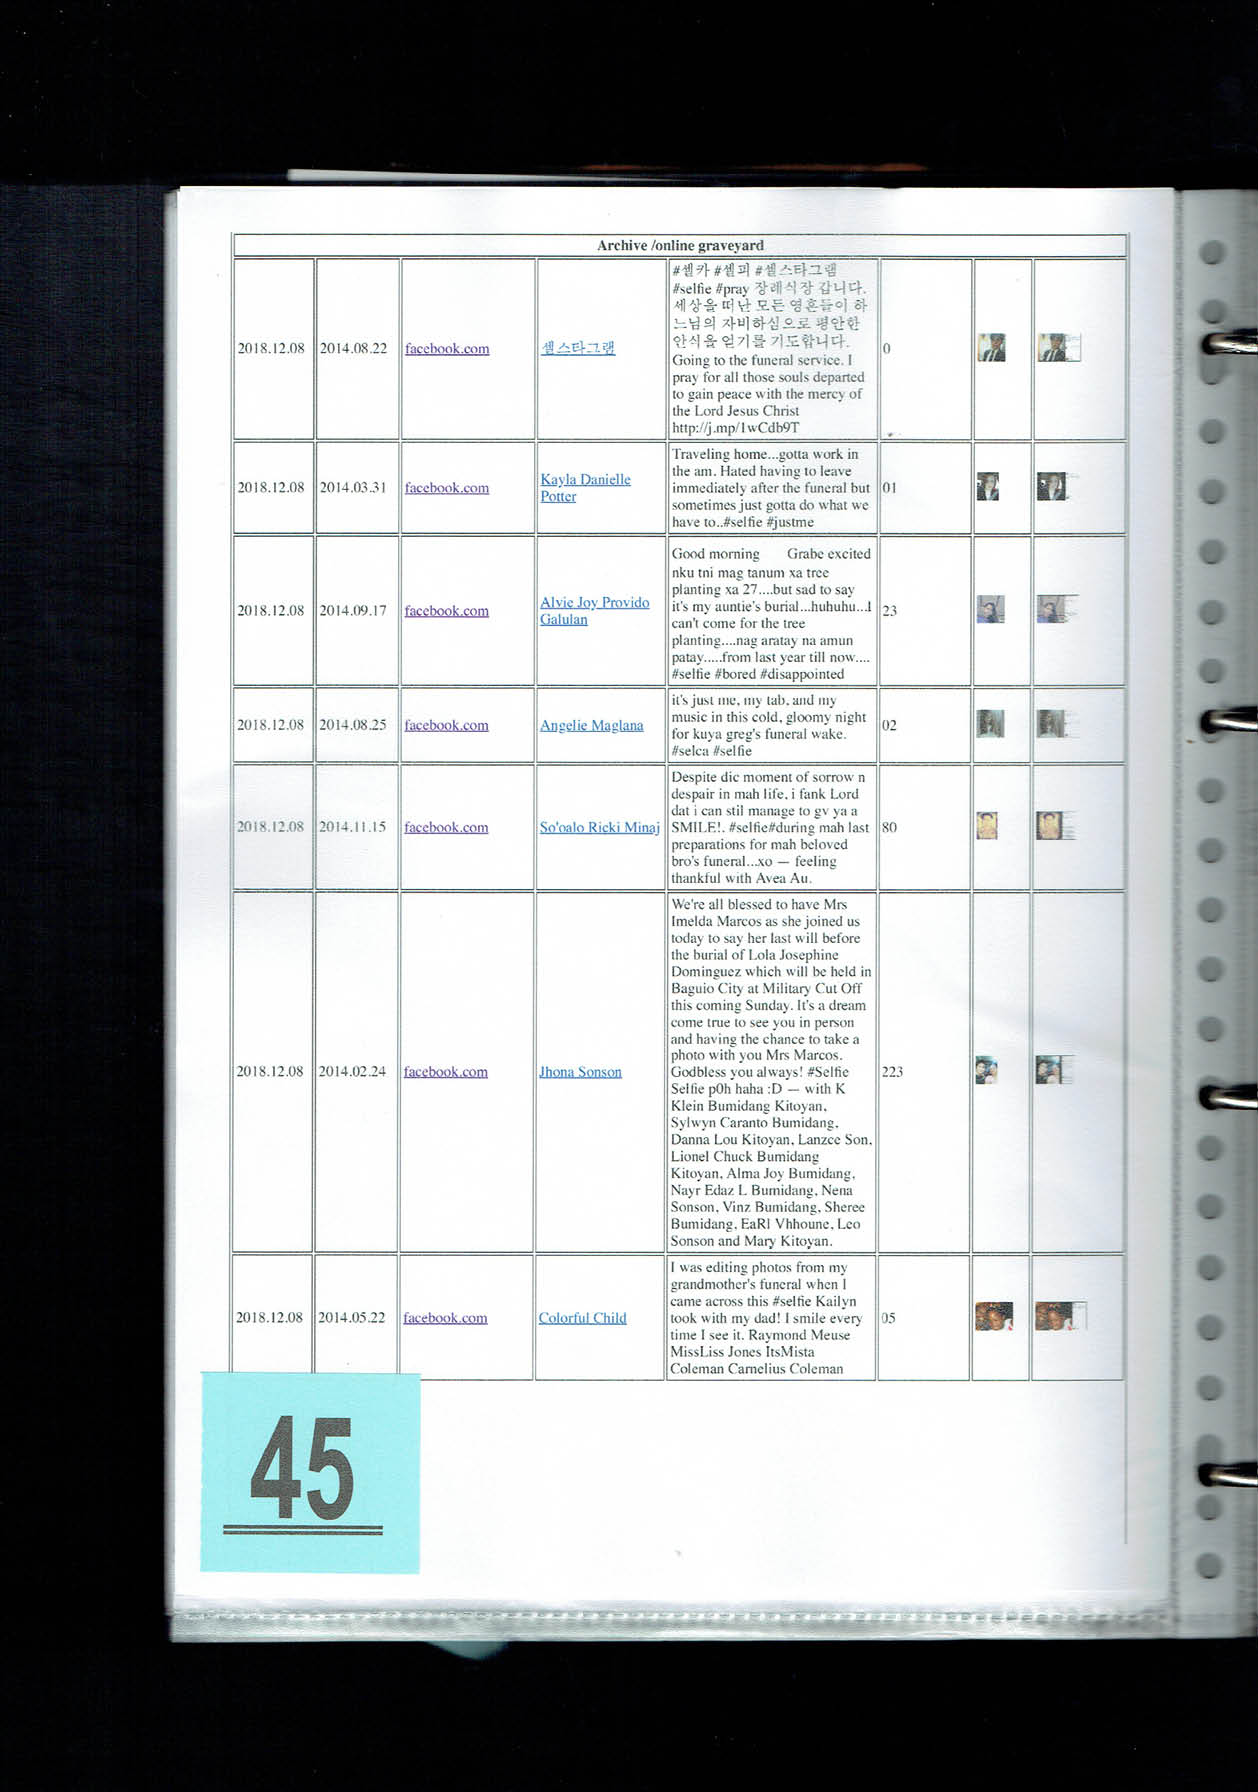 Archive /online graveyard
2018.12.08
2014.08.22
facebook.com
셀스타그램
#셀카 #셀피 #셀스타그램
#selfie #pray 장례식장 갑니다.
세상을 떠난 모든 영혼들이 하
느님의 자비하심으로 평안한
안식을 얻기를 기도합니다.
Going to the funeral service. I
pray for all those souls departed
to gain peace with the mercy of
the Lord Jesus Christ
http://j.mp/1wCdb9T
0
2018.12.08
2014.03.31
facebook.com
Kayla Danielle
Potter
Traveling home...gotta work in
the am. Hated having to leave
immediately after the funeral but
sometimes just gotta do what we
have to..#selfie #justme
01
2018.12.08
2014.09.17
facebook.com
Alvie Joy Provido
Galulan
Good morning Grabe excited
nku tni mag tanum xa tree
planting xa 27....but sad to say
it's my auntie's burial...huhuhu...I
can't come for the tree
planting....nag aratay na amun
patay.....from last year till now....
#selfie #bored #disappointed
23
2018.12.08
2014.08.25
facebook.com
Angelie Maglana
it's just me, my tab, and my
music in this cold, gloomy night
for kuya greg's funeral wake.
#selca #selfie
02
2018.12.08
2014.11.15
facebook.com
So'oalo Ricki Minaj
Despite dic moment of sorrow n
despair in mah life, i fank Lord
dat i can stil manage to gv ya a
SMILE!. #selfie#during mah last
preparations for mah beloved
bro's funeral...xo — feeling
thankful with Avea Au.
80
2018.12.08
2014.02.24
facebook.com
Jhona Sonson
We're all blessed to have Mrs
Imelda Marcos as she joined us
today to say her last will before
the burial of Lola Josephine
Dominguez which will be held in
Baguio City at Military Cut Off
this coming Sunday. It's a dream
come true to see you in person
and having the chance to take a
photo with you Mrs Marcos.
Godbless you always! #Selfie
Selfie p0h haha :D — with K
Klein Bumidang Kitoyan,
Sylwyn Caranto Bumidang,
Danna Lou Kitoyan, Lanzce Son,
Lionel Chuck Bumidang
Kitoyan, Alma Joy Bumidang,
Nayr Edaz L Bumidang, Nena
Sonson, Vinz Bumidang, Sheree
Bumidang, EaRl Vhhoune, Leo
Sonson and Mary Kitoyan.
223
2018.12.08
2014.05.22
facebook.com
Colorful Child
I was editing photos from my
grandmother's funeral when I
came across this #selfie Kailyn
took with my dad! I smile every
time I see it. Raymond Meuse
MissLiss Jones ItsMista
Coleman Carnelius Coleman
05
45